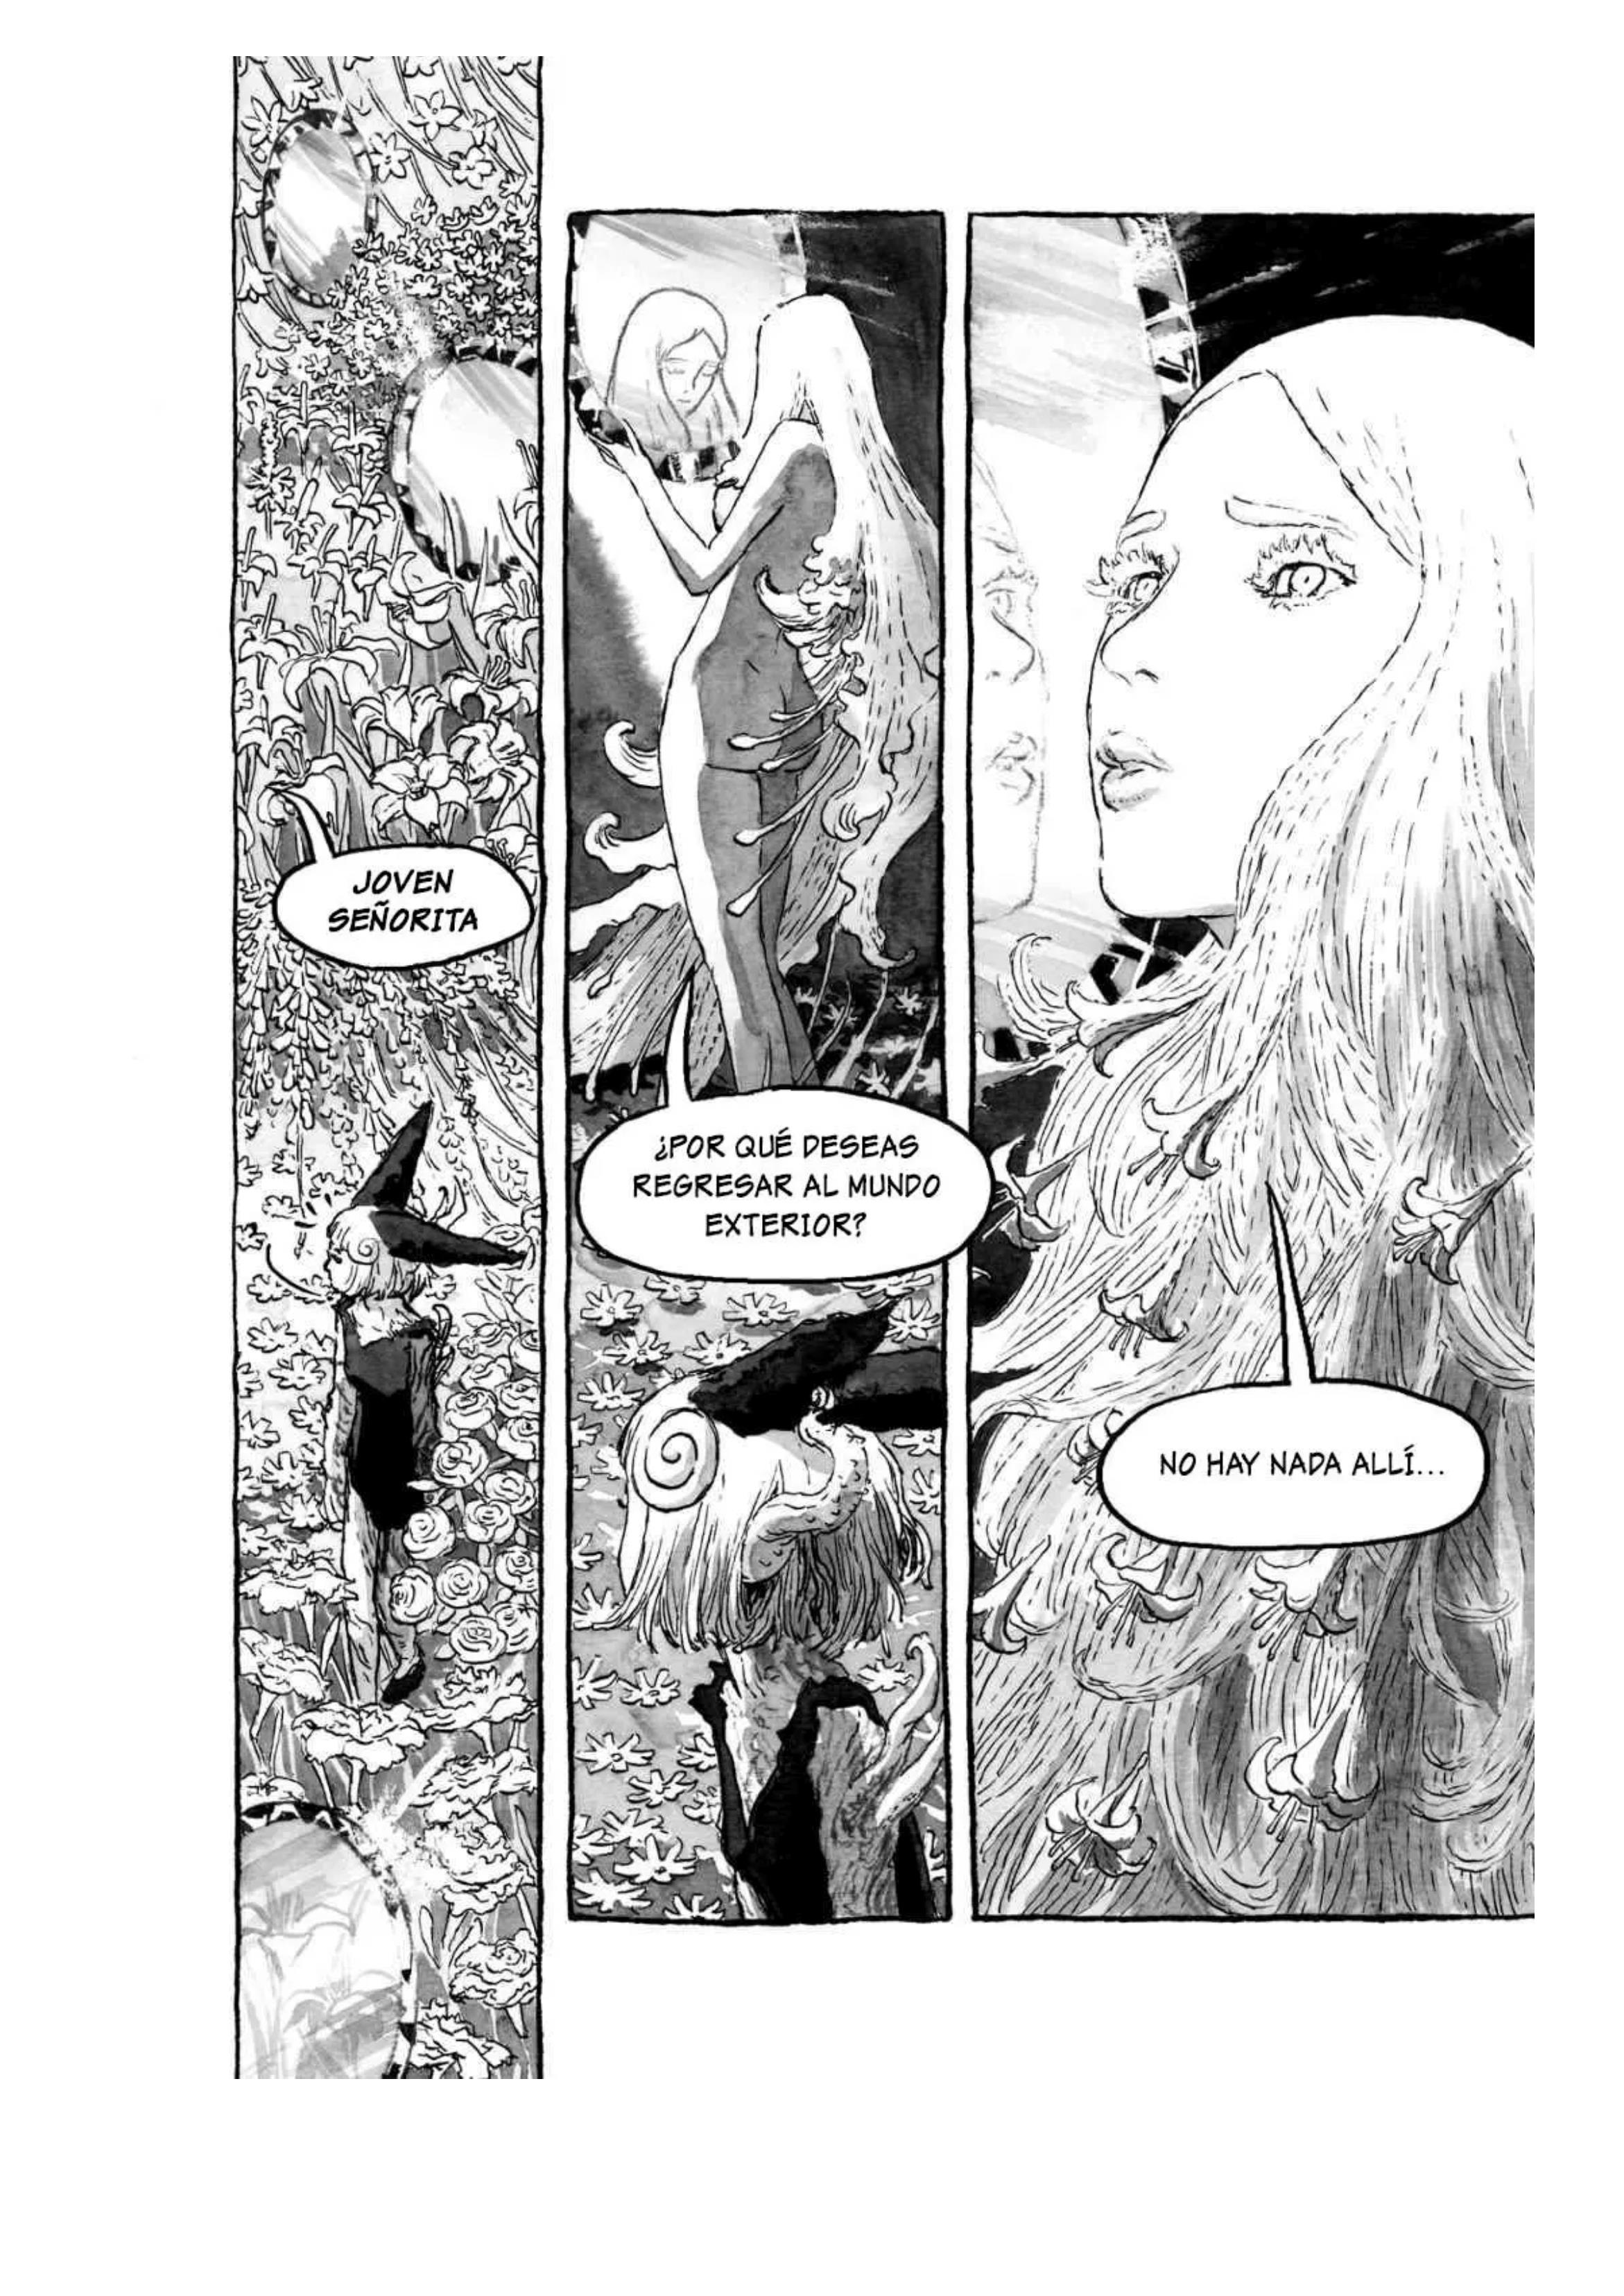 JOVEN
SEÑORITA
¿POR QUÉ DESEAS
REGRESAR AL MUNDO
EXTERIOR?
NO HAY NADA ALLÍ...